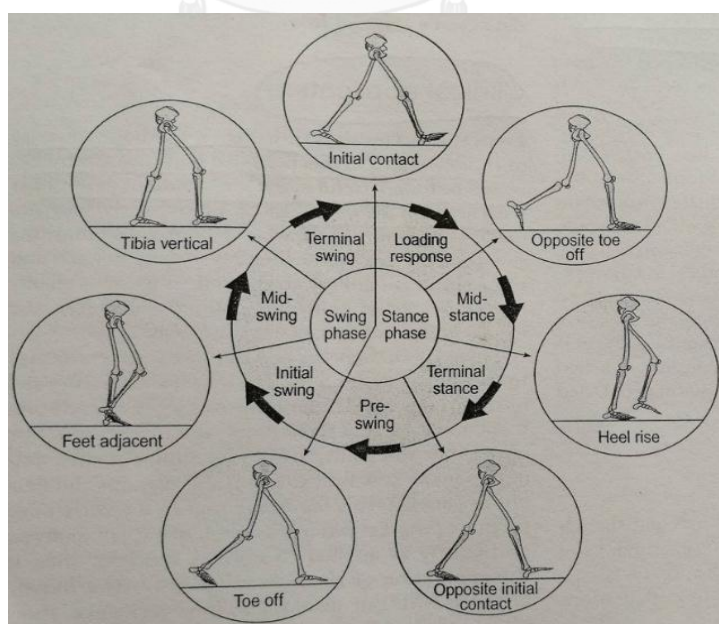 Initial contact
Opposite toe
off
Heel rise
Opposite initial
contact
Toe off
Feet adjacent
Tibia vertical
Loading
response
Mid-
stance
Terminal
stance
Pre-
swing
Initial
swing
Mid-
swing
Terminal
swing
Swing
phase
Stance
phase